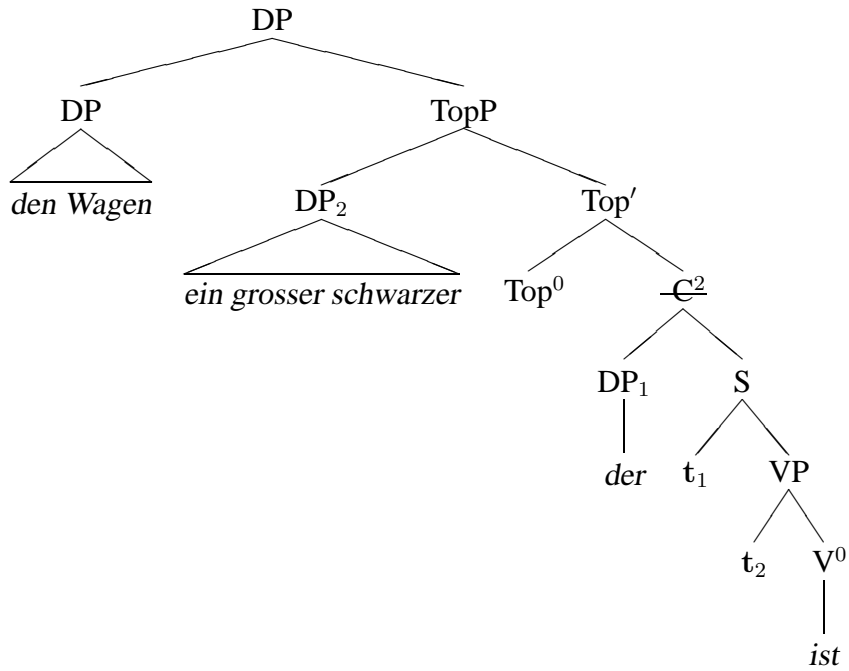 DP
DP TopP
den Wagen DP₂ Top′
ein grosser schwarzer Top⁰ C²
DP₁ S
der t₁ VP
t₂ V⁰
ist